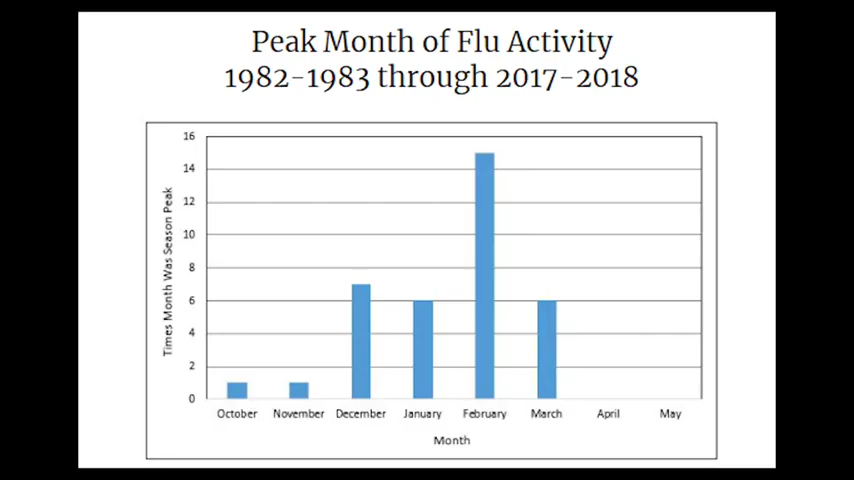 Peak Month of Flu Activity
1982-1983 through 2017-2018
16
14
12
10
8
6
4
2
0
Times Month Was Season Peak
October November December January February March April May
Month